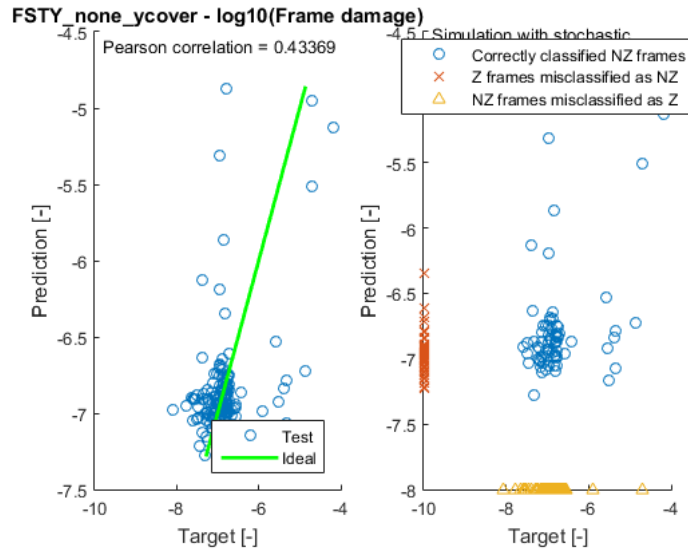 FSTY_none_ycover - log10(Frame damage)
Pearson correlation = 0.43369
-4.5
-5
-5.5
-6
-6.5
-7
-7.5
-10
-8
-6
-4
Prediction [-]
Target [-]
Test
Ideal
Simulation with stochastic
Correctly classified NZ frames
Z frames misclassified as NZ
NZ frames misclassified as Z
-4.5
-5.5
-6
-6.5
-7
-7.5
-8
-10
-8
-6
-4
Prediction [-]
Target [-]